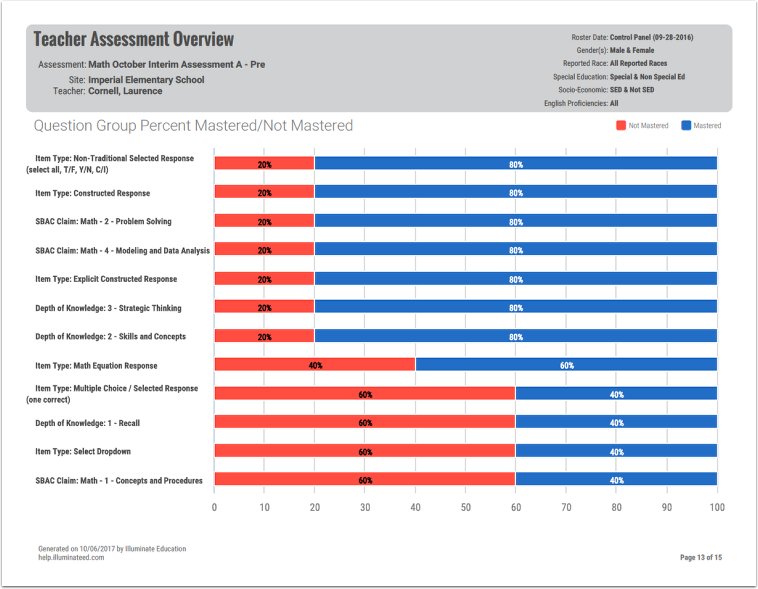 Teacher Assessment Overview
Assessment: Math October Interim Assessment A - Pre
Site: Imperial Elementary School
Teacher: Cornell, Laurence
Roster Date: Control Panel (09-28-2016)
Gender(s): Male & Female
Reported Race: All Reported Races
Special Education: Special & Non Special Ed
Socio-Economic: SED & Not SED
English Proficiencies: All
Question Group Percent Mastered/Not Mastered
Not Mastered
Mastered
Item Type: Non-Traditional Selected Response
(select all, T/F, Y/N, C/I)
20% 80%
Item Type: Constructed Response
20% 80%
SBAC Claim: Math - 2 - Problem Solving
20% 80%
SBAC Claim: Math - 4 - Modeling and Data Analysis
20% 80%
Item Type: Explicit Constructed Response
20% 80%
Depth of Knowledge: 3 - Strategic Thinking
20% 80%
Depth of Knowledge: 2 - Skills and Concepts
20% 80%
Item Type: Math Equation Response
40% 60%
Item Type: Multiple Choice / Selected Response
(one correct)
60% 40%
Depth of Knowledge: 1 - Recall
60% 40%
Item Type: Select Dropdown
60% 40%
SBAC Claim: Math - 1 - Concepts and Procedures
60% 40%
0 10 20 30 40 50 60 70 80 90 100
Generated on 10/06/2017 by Illuminate Education
help.illuminateed.com
Page 13 of 15